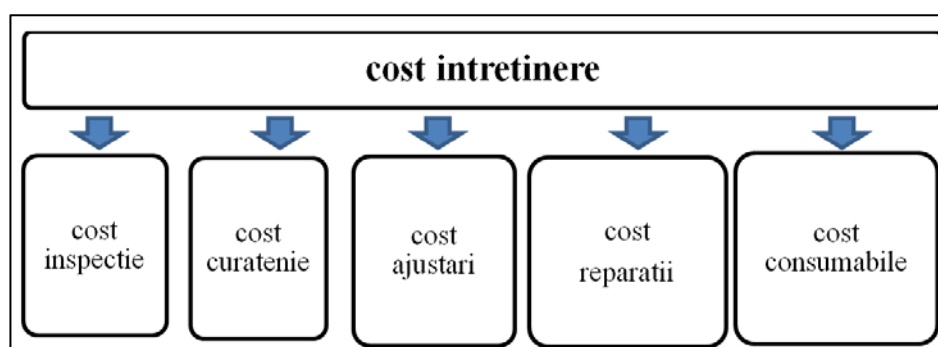 cost intretinere
cost
inspectie
cost
curatenie
cost
ajustari
cost
reparatii
cost
consumabile